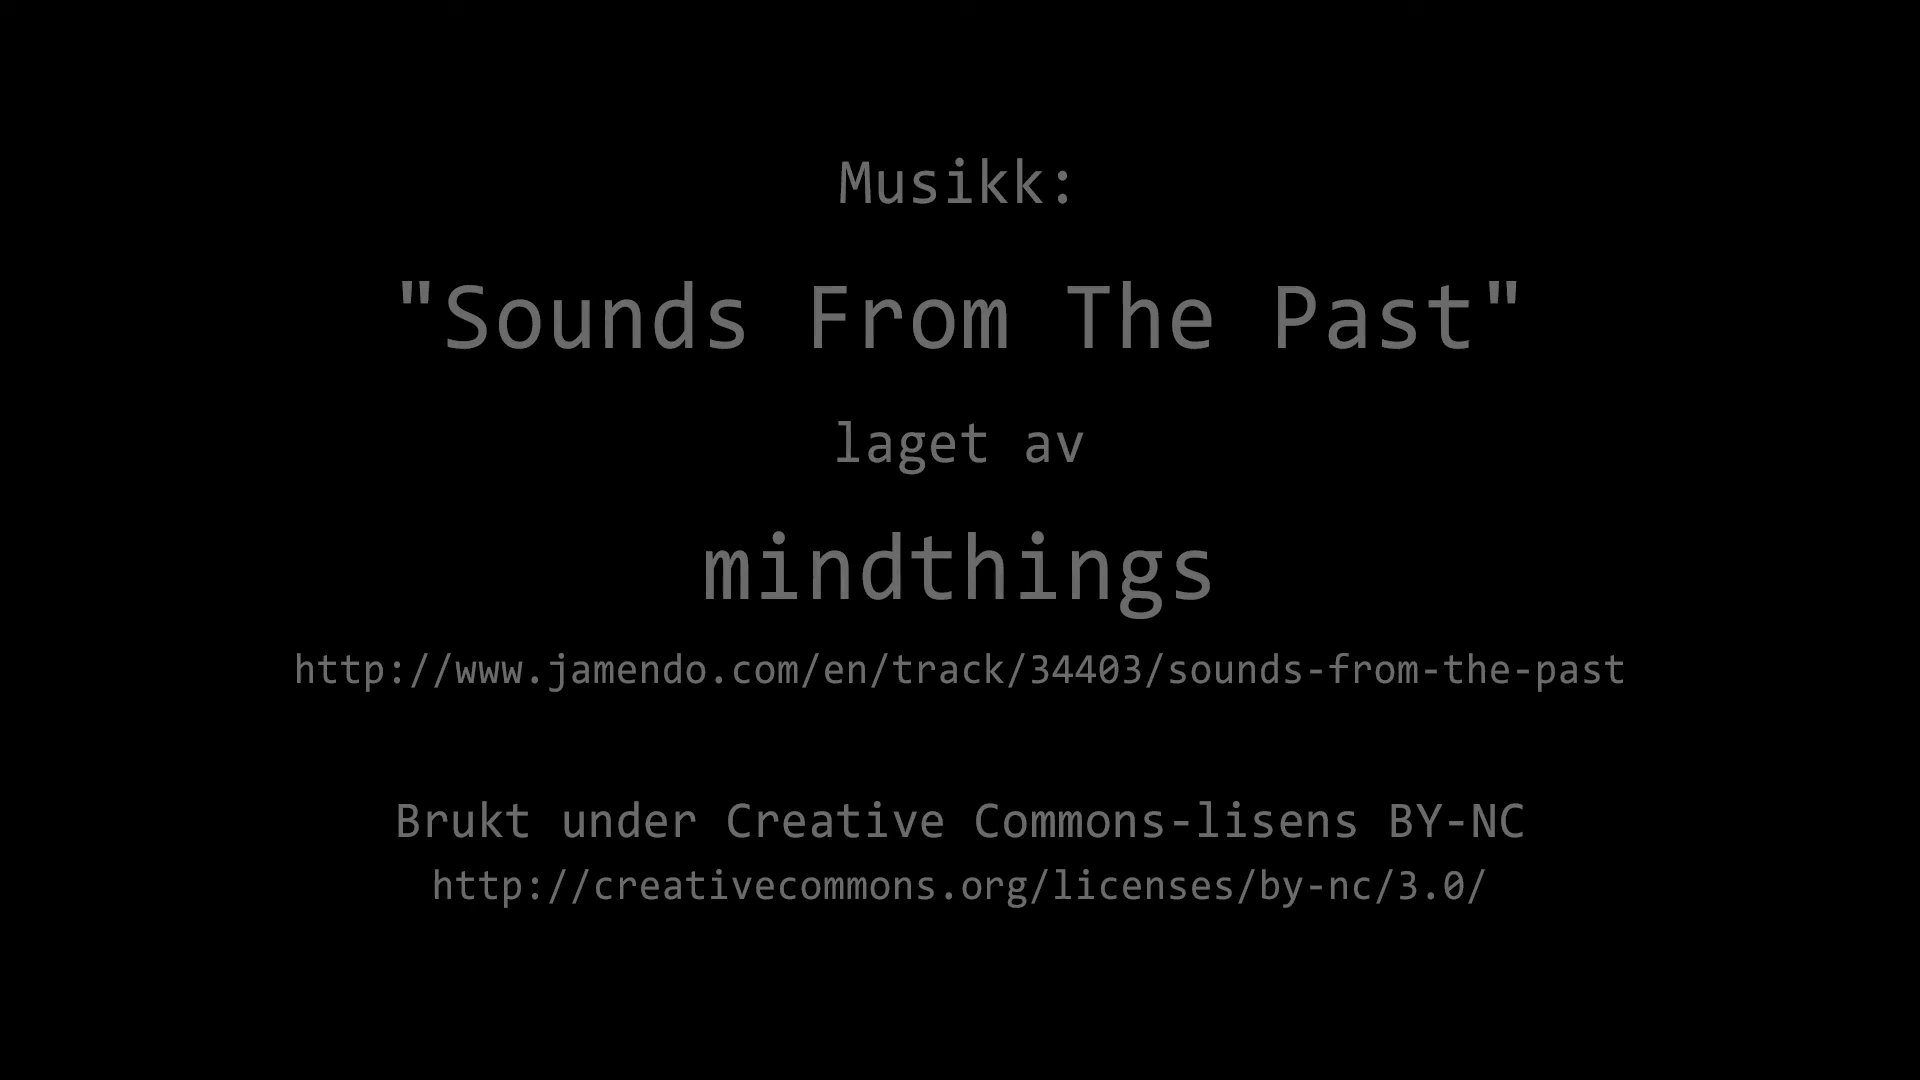 Musikk:
"Sounds From The Past"
laget av
mindthings
http://www.jamendo.com/en/track/34403/sounds-from-the-past
Brukt under Creative Commons-lisens BY-NC
http://creativecommons.org/licenses/by-nc/3.0/